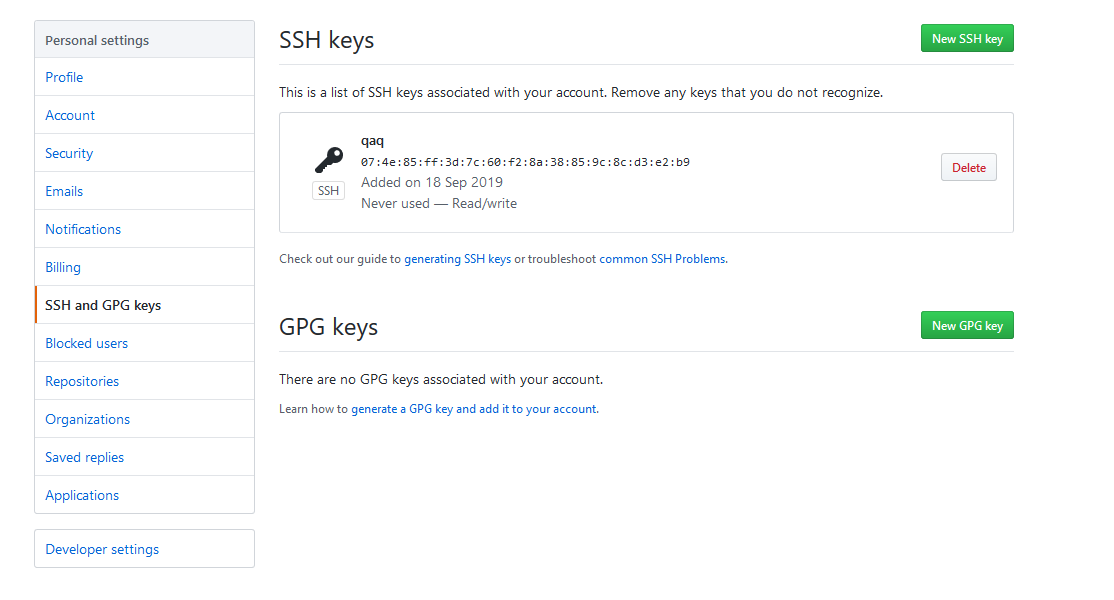 Personal settings
Profile
Account
Security
Emails
Notifications
Billing
SSH and GPG keys
Blocked users
Repositories
Organizations
Saved replies
Applications
Developer settings
SSH keys
New SSH key
This is a list of SSH keys associated with your account. Remove any keys that you do not recognize.
qaq
07:4e:85:ff:3d:7c:60:f2:8a:38:85:9c:8c:d3:e2:b9
SSH
Added on 18 Sep 2019
Never used — Read/write
Delete
Check out our guide to generating SSH keys or troubleshoot common SSH Problems.
GPG keys
New GPG key
There are no GPG keys associated with your account.
Learn how to generate a GPG key and add it to your account.